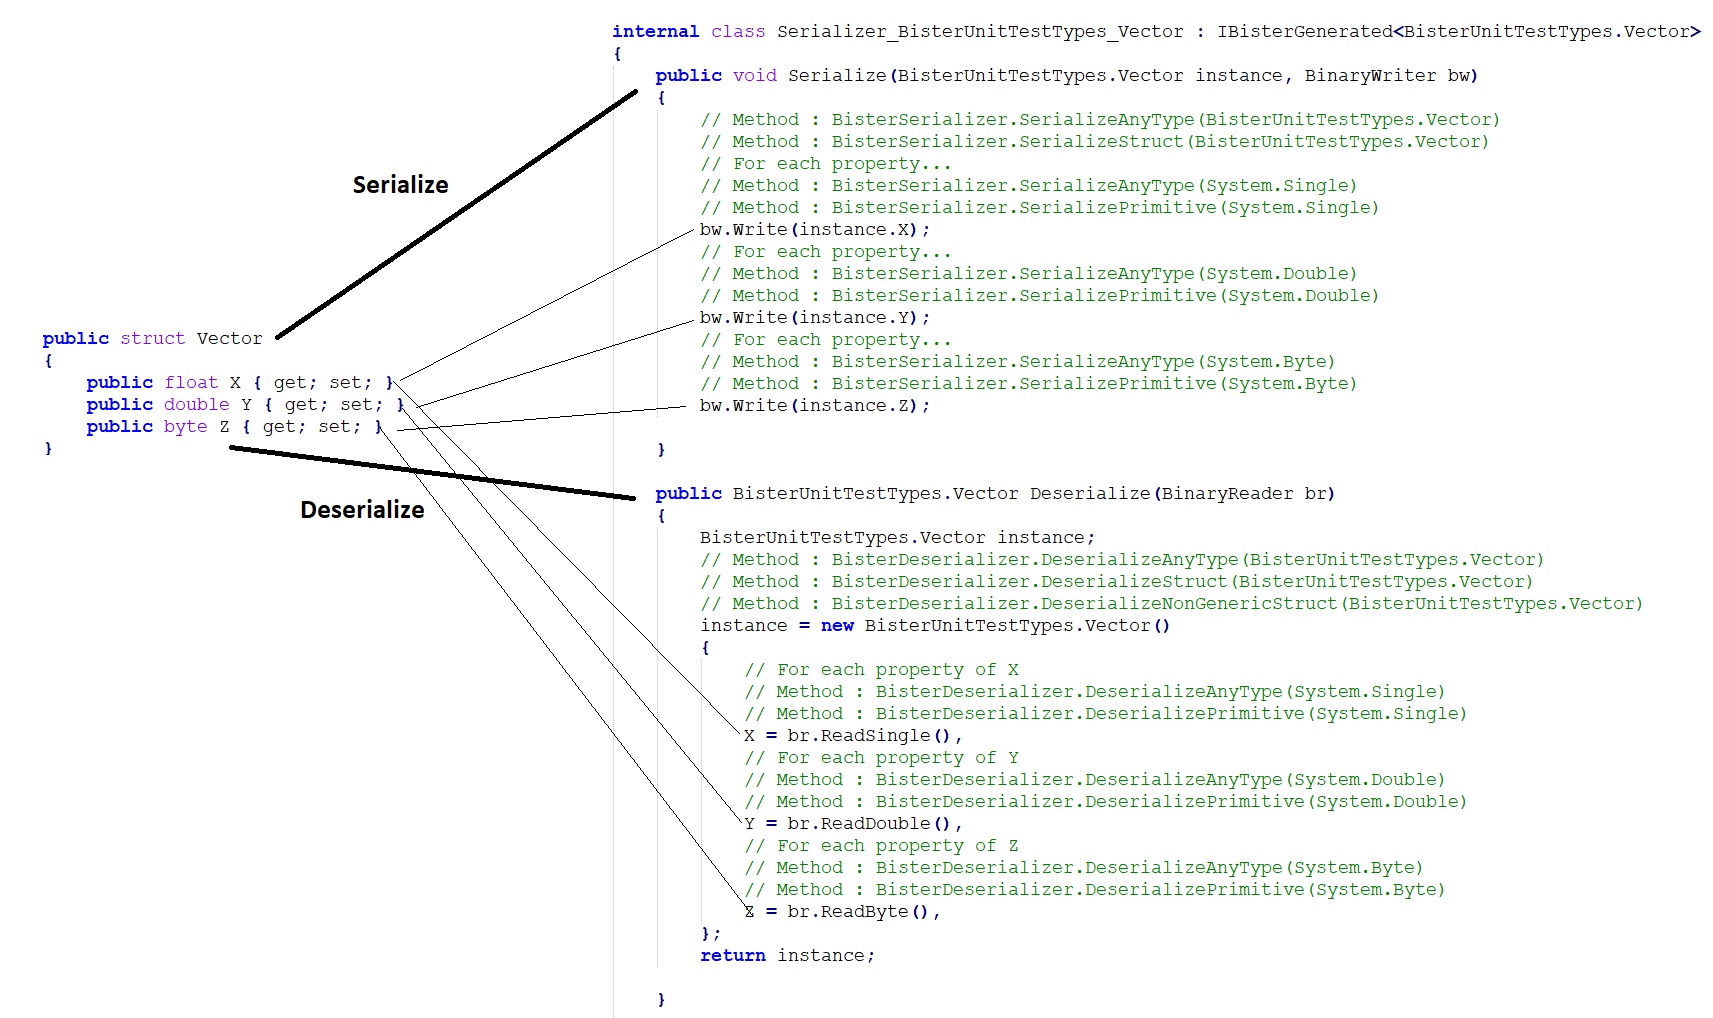 internal class Serializer_BisterUnitTestTypes_Vector : IBisterGenerated<BisterUnitTestTypes.Vector>
{
public void Serialize(BisterUnitTestTypes.Vector instance, BinaryWriter bw)
{
// Method : BisterSerializer.SerializeAnyType(BisterUnitTestTypes.Vector)
// Method : BisterSerializer.SerializeStruct(BisterUnitTestTypes.Vector)
// For each property...
// Method : BisterSerializer.SerializeAnyType(System.Single)
// Method : BisterSerializer.SerializePrimitive(System.Single)
bw.Write(instance.X);
// For each property...
// Method : BisterSerializer.SerializeAnyType(System.Double)
// Method : BisterSerializer.SerializePrimitive(System.Double)
bw.Write(instance.Y);
// For each property...
// Method : BisterSerializer.SerializeAnyType(System.Byte)
// Method : BisterSerializer.SerializePrimitive(System.Byte)
bw.Write(instance.Z);
}
public BisterUnitTestTypes.Vector Deserialize(BinaryReader br)
{
BisterUnitTestTypes.Vector instance;
// Method : BisterDeserializer.DeserializeAnyType(BisterUnitTestTypes.Vector)
// Method : BisterDeserializer.DeserializeStruct(BisterUnitTestTypes.Vector)
// Method : BisterDeserializer.DeserializeNonGenericStruct(BisterUnitTestTypes.Vector)
instance = new BisterUnitTestTypes.Vector()
{
// For each property of X
// Method : BisterDeserializer.DeserializeAnyType(System.Single)
// Method : BisterDeserializer.DeserializePrimitive(System.Single)
X = br.ReadSingle(),
// For each property of Y
// Method : BisterDeserializer.DeserializeAnyType(System.Double)
// Method : BisterDeserializer.DeserializePrimitive(System.Double)
Y = br.ReadDouble(),
// For each property of Z
// Method : BisterDeserializer.DeserializeAnyType(System.Byte)
// Method : BisterDeserializer.DeserializePrimitive(System.Byte)
Z = br.ReadByte(),
};
return instance;
}
Serialize
public struct Vector
{
public float X { get; set; }
public double Y { get; set; }
public byte Z { get; set; }
}
Deserialize